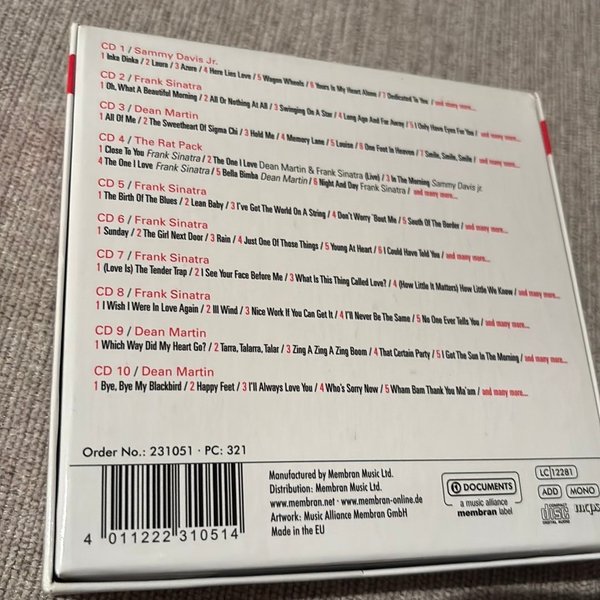 CD 1 / Sammy Davis Jr.
1 Inka Dinka / 2 Laura / 3 Azure / 4 Here Lies Love / 5 Wagon Wheels / 6 Yours Is My Heart Alone / 7 Dedicated To You / and many more...
CD 2 / Frank Sinatra
1 Oh, What A Beautiful Morning / 2 All Or Nothing At All / 3 Swinging On A Star / 4 Long Ago And Far Away / 5 I Only Have Eyes For You / and many more...
CD 3 / Dean Martin
1 All Of Me / 2 The Sweetheart Of Sigma Chi / 3 Hold Me / 4 Memory Lane / 5 Louise / 6 One Foot In Heaven / 7 Smile, Smile, Smile / and many more...
CD 4 / The Rat Pack
1 Close To You Frank Sinatra / 2 The One I Love Dean Martin & Frank Sinatra (Live) / 3 In The Morning Sammy Davis jr.
4 The One I Love Frank Sinatra / 5 Bella Bimba Dean Martin / 6 Night And Day Frank Sinatra / and many more...
CD 5 / Frank Sinatra
1 The Birth Of The Blues / 2 Lean Baby / 3 I've Got The World On A String / 4 Don't Worry 'Bout Me / 5 South Of The Border / and many more...
CD 6 / Frank Sinatra
1 Sunday / 2 The Girl Next Door / 3 Rain / 4 Just One Of Those Things / 5 Young At Heart / 6 I Could Have Told You / and many more...
CD 7 / Frank Sinatra
1 (Love Is) The Tender Trap / 2 I See Your Face Before Me / 3 What Is This Thing Called Love? / 4 (How Little It Matters) How Little We Know / and many more...
CD 8 / Frank Sinatra
1 I Wish I Were In Love Again / 2 Ill Wind / 3 Nice Work If You Can Get It / 4 I'll Never Be The Same / 5 No One Ever Tells You / and many more...
CD 9 / Dean Martin
1 Which Way Did My Heart Go? / 2 Tarra, Talarra, Talar / 3 Zing A Zing A Zing Boom / 4 That Certain Party / 5 I Got The Sun In The Morning / and many more...
CD 10 / Dean Martin
1 Bye, Bye My Blackbird / 2 Happy Feet / 3 I'll Always Love You / 4 Who's Sorry Now / 5 Wham Bam Thank You Ma'am / and many more...
Order No.: 231051 · PC: 321
4 011222 310514
Manufactured by Membran Music Ltd.
Distribution: Membran Music Ltd.
www.membran.net · www.membran-online.de
Artwork: Music Alliance Membran GmbH
Made in the EU
DOCUMENTS
a music alliance
membran label
LC 12281
ADD MONO
COMPACT
disc
DIGITAL AUDIO
mcps